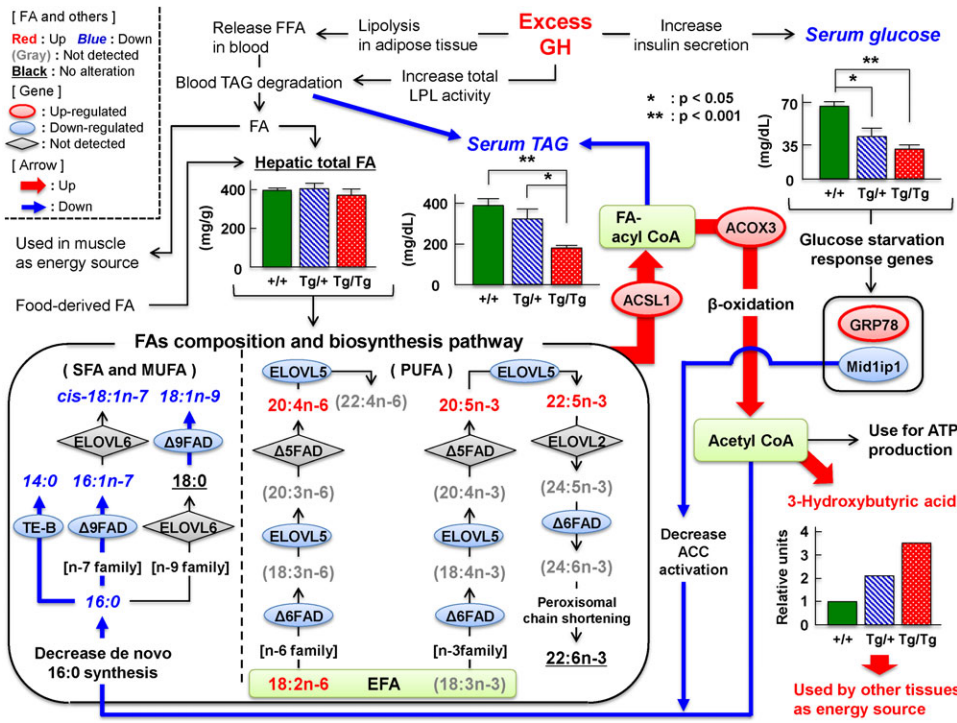 [ FA and others ]
Red : Up  Blue : Down
(Gray) : Not detected
Black : No alteration
[ Gene ]
: Up-regulated
: Down-regulated
: Not detected
[ Arrow ]
: Up
: Down
Release FFA
in blood
Lipolysis
in adipose tissue
Excess
GH
Increase
insulin secretion
Serum glucose
Blood TAG degradation
Increase total
LPL activity
* : p < 0.05
** : p < 0.001
FA
Hepatic total FA
400
200
0
(mg/g)
+/+ Tg/+ Tg/Tg
Used in muscle
as energy source
Food-derived FA
Serum TAG
**
*
400
200
0
(mg/dL)
+/+ Tg/+ Tg/Tg
**
*
70
35
0
(mg/dL)
+/+ Tg/+ Tg/Tg
FA-
acyl CoA
ACOX3
ACSL1
β-oxidation
Glucose starvation
response genes
GRP78
Mid1ip1
FAs composition and biosynthesis pathway
(SFA and MUFA)
cis-18:1n-7 18:1n-9
ELOVL6 Δ9FAD
14:0 16:1n-7 18:0
TE-B Δ9FAD ELOVL6
[n-7 family] [n-9 family]
16:0
Decrease de novo
16:0 synthesis
(PUFA)
ELOVL5
20:4n-6 (22:4n-6)
Δ5FAD
(20:3n-6)
ELOVL5
(18:3n-6)
Δ6FAD
[n-6 family]
18:2n-6
EFA
ELOVL5
20:5n-3 22:5n-3
Δ5FAD ELOVL2
(20:4n-3) (24:5n-3)
ELOVL5 Δ6FAD
(18:4n-3) (24:6n-3)
Δ6FAD
Peroxisomal
chain shortening
[n-3family]
22:6n-3
(18:3n-3)
Acetyl CoA
Use for ATP
production
Decrease
ACC
activation
3-Hydroxybutyric acid
4
3
2
1
0
Relative units
+/+ Tg/+ Tg/Tg
Used by other tissues
as energy source